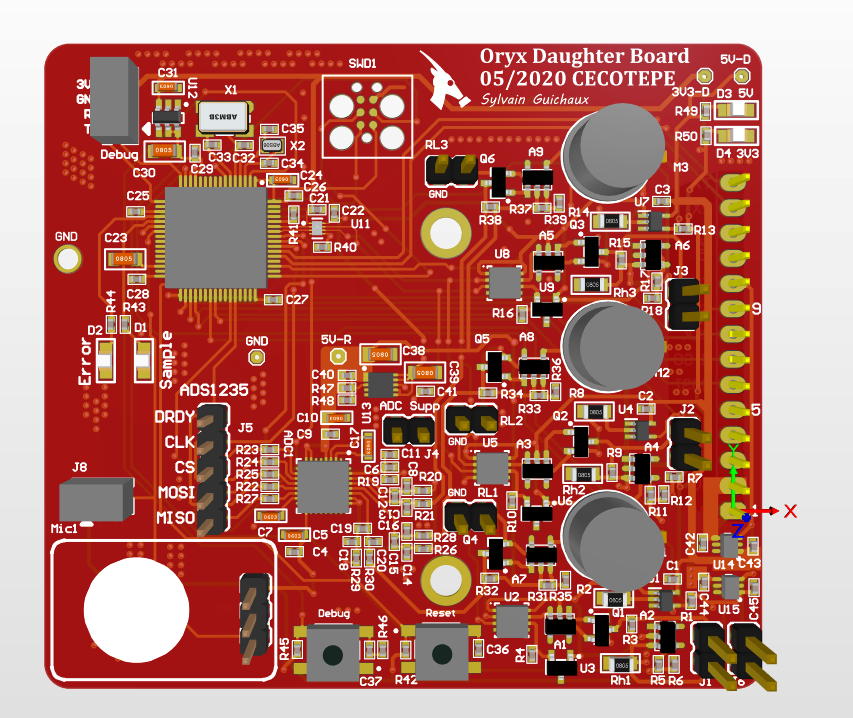 Oryx Daughter Board
05/2020 CECOTEPE
Sylvain Guichaux
SWD1
5V-D
3V3-D
D3 5V
R49
R50
D4 3V3
C31
U12
X1
ABM3B
Debug
C30
C29
C33
C32
C35
X2
C34
C24
C26
C25
C21
C22
U11
R41
R40
GND
C23
C28
C27
R44
R43
D2
D1
Error
Sample
GND
5V-R
RL3
GND
Q6
A9
M3
R38
R37
R39
R14
Q3
U7
C3
R13
A6
R15
R17
R18
J3
A5
U8
U9
R16
Rh3
9
Q5
A8
R36
R34
R33
R8
M2
C38
C39
C40
R47
R48
U13
C41
C10
C9
C17
ADC Supp
C11
J4
RL2
GND
Q2
U4
C2
J2
5
A4
R9
R7
R12
R11
Rh2
A3
U5
U6
RL1
GND
R10
Q4
ADS1235
DRDY
CLK
CS
MOSI
MISO
J5
ADC1
R23
R24
R25
R22
R27
C6
R19
C8
R20
R21
C12
C13
C16
R28
R26
C7
C5
C4
C19
C18
C20
R29
R30
C15
C14
J8
Mic1
X
Y
Z
C42
C43
U14
U15
C44
C45
A7
R32
R31
R35
R2
C1
R1
Q1
A2
R3
U2
A1
R4
U3
Rh1
R5
R6
J1
Debug
Reset
R45
R46
C37
R42
C36